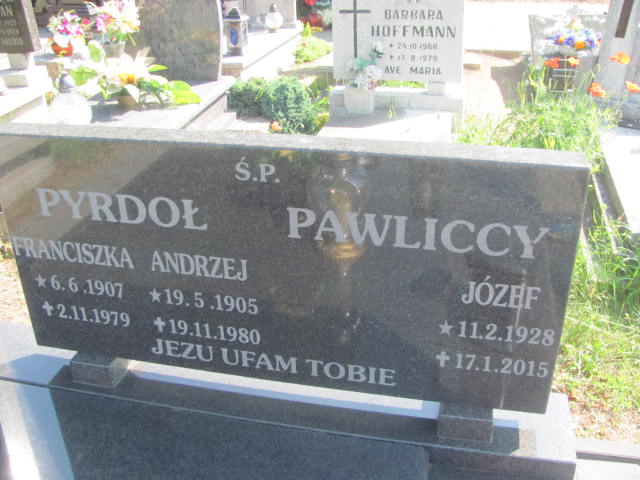 BARBARA
HOFFMANN
* 24.10.1968
+ 17.9.1979
AVE MARIA
Ś.P.
PYRDOŁ PAWLICCY
FRANCISZKA ANDRZEJ JÓZEF
* 6.6.1907 * 19.5.1905 * 11.2.1928
+ 2.11.1979 + 19.11.1980 + 17.1.2015
JEZU UFAM TOBIE